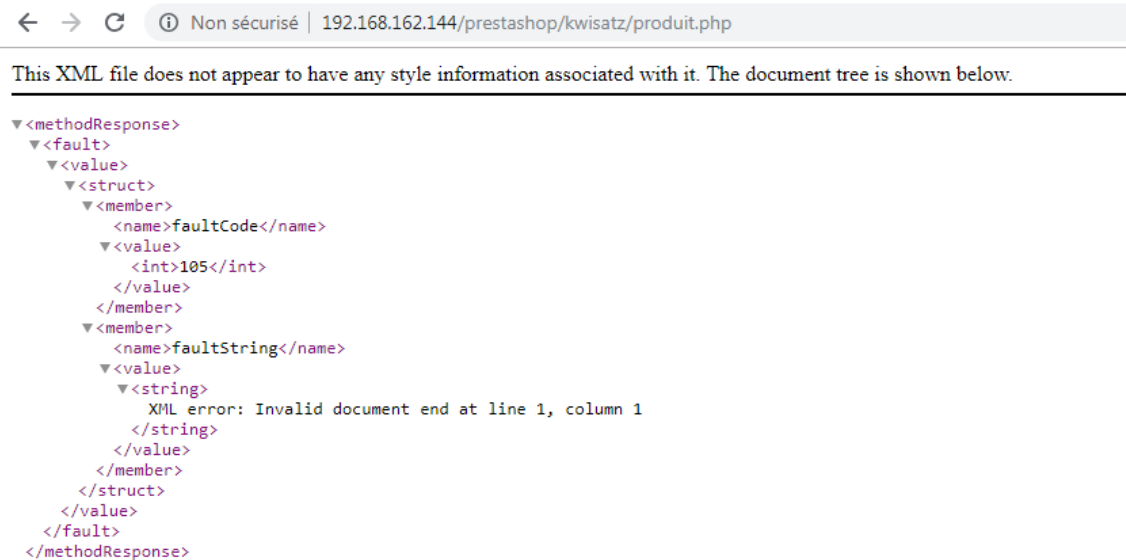 Non sécurisé | 192.168.162.144/prestashop/kwisatz/produit.php
This XML file does not appear to have any style information associated with it. The document tree is shown below.
▼<methodResponse>
▼<fault>
▼<value>
▼<struct>
▼<member>
<name>faultCode</name>
▼<value>
<int>105</int>
</value>
</member>
▼<member>
<name>faultString</name>
▼<value>
▼<string>
XML error: Invalid document end at line 1, column 1
</string>
</value>
</member>
</struct>
</value>
</fault>
</methodResponse>